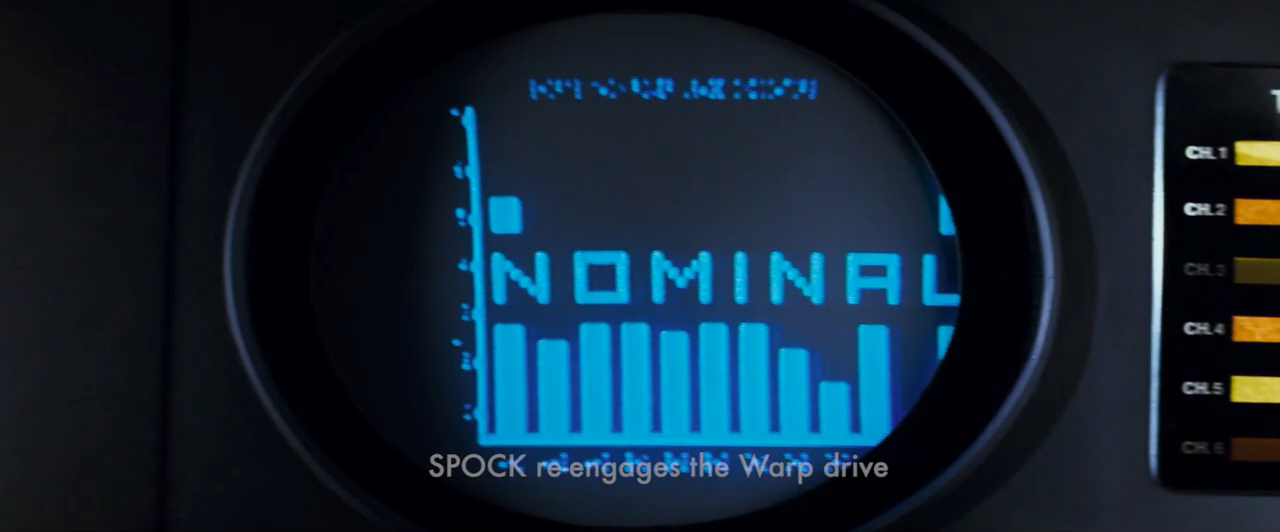 NOMINAL
CH.1
CH.2
CH.3
CH.4
CH.5
CH.6
SPOCK re-engages the Warp drive